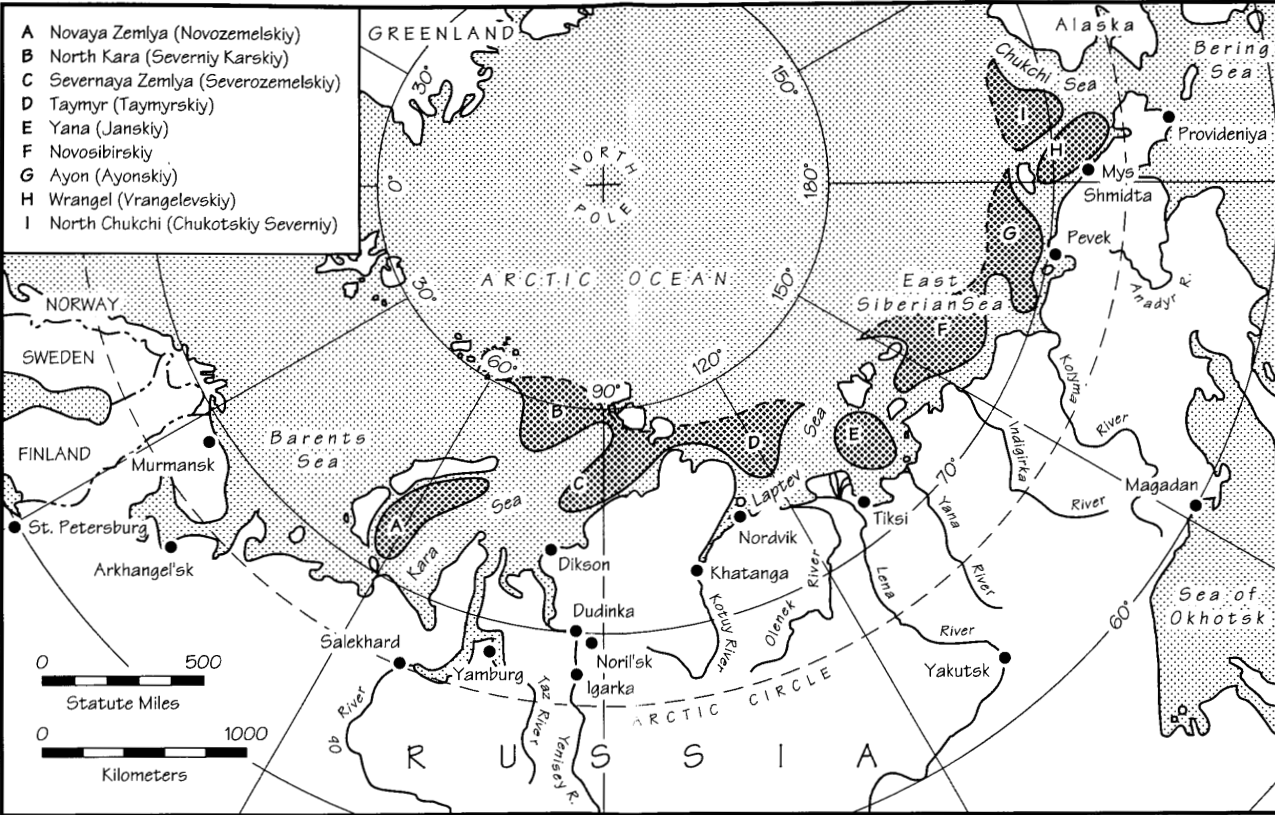 A Novaya Zemlya (Novozemelskiy)
B North Kara (Severniy Karskiy)
C Severnaya Zemlya (Severozemelskiy)
D Taymyr (Taymyrskiy)
E Yana (Janskiy)
F Novosibirskiy
G Ayon (Ayonskiy)
H Wrangel (Vrangelevskiy)
I North Chukchi (Chukotskiy Severniy)
GREENLAND
Alaska
Bering
Sea
Chukchi Sea
30°
150°
I
H
Provideniya
Mys
Shmidta
NORTH
POLE
0°
180°
G
Pevek
Anadyr R.
ARCTIC OCEAN
30°
150°
East
Siberian Sea
F
NORWAY
SWEDEN
FINLAND
60°
90°
120°
B
D
E
C
A
Barents
Sea
Kara Sea
Laptev Sea
Kolyma River
Indigirka River
70°
Yana River
Magadan
Murmansk
St. Petersburg
Arkhangel'sk
Dikson
Nordvik
Tiksi
Khatanga
Kotuy River
Olenek River
Lena River
60°
Sea of
Okhotsk
Dudinka
Noril'sk
Igarka
Salekhard
Yamburg
Yakutsk
ARCTIC CIRCLE
Ob River
Taz River
Yenisey R.
RUSSIA
0 500
Statute Miles
0 1000
Kilometers